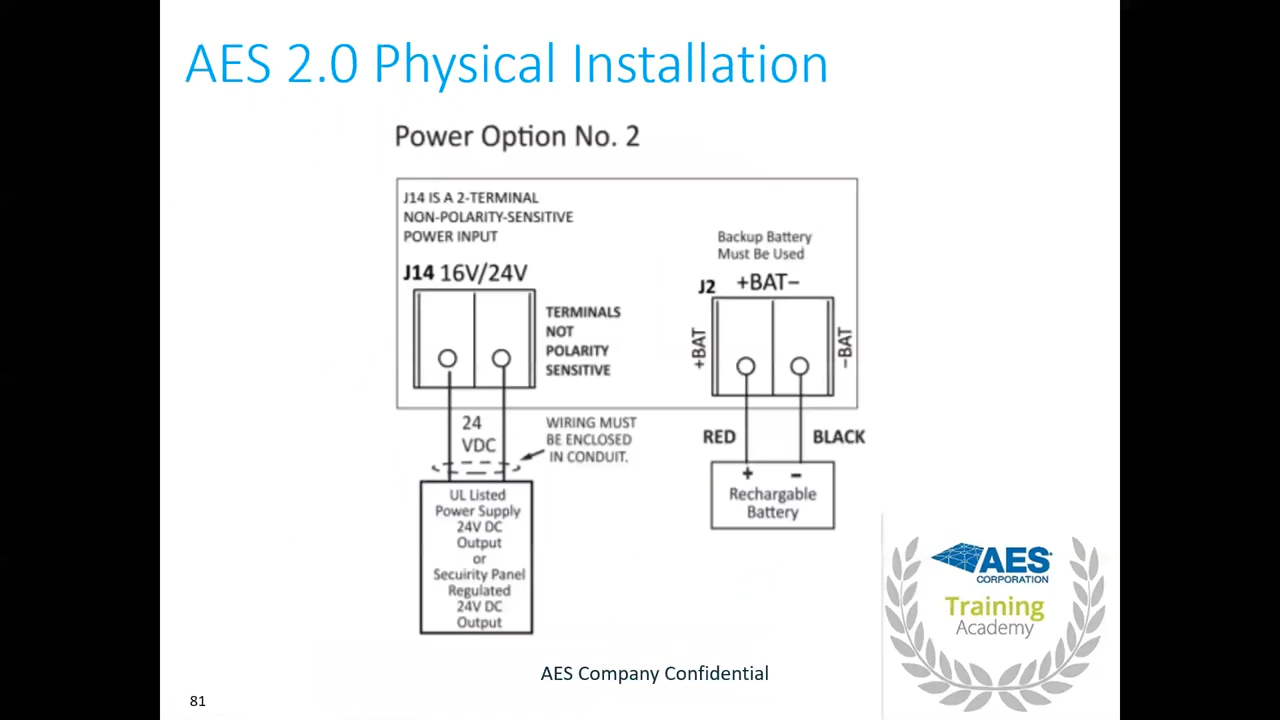 AES 2.0 Physical Installation
Power Option No. 2
J14 IS A 2-TERMINAL
NON-POLARITY-SENSITIVE
POWER INPUT
J14 16V/24V
TERMINALS
NOT
POLARITY
SENSITIVE
Backup Battery
Must Be Used
J2 +BAT−
+BAT
−BAT
24
VDC
WIRING MUST
BE ENCLOSED
IN CONDUIT.
RED
BLACK
+ −
Rechargable
Battery
UL Listed
Power Supply
24V DC
Output
or
Secuirity Panel
Regulated
24V DC
Output
AES
CORPORATION
Training
Academy
AES Company Confidential
81